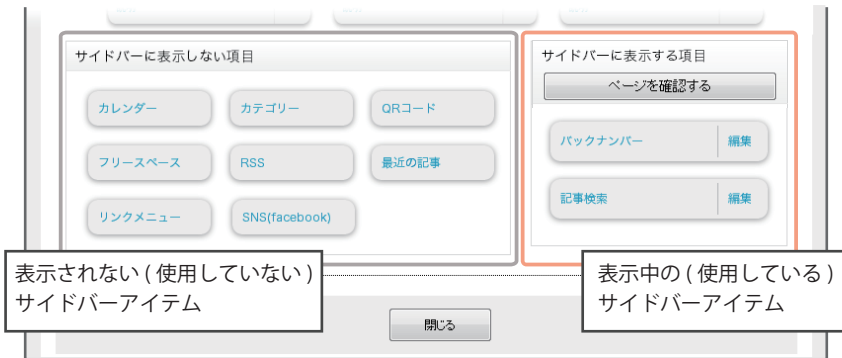 サイドバーに表示しない項目
カレンダー
カテゴリー
QRコード
フリースペース
RSS
最近の記事
リンクメニュー
SNS(facebook)
サイドバーに表示する項目
ページを確認する
バックナンバー
編集
記事検索
編集
表示されない ( 使用していない )
サイドバーアイテム
表示中の ( 使用している )
サイドバーアイテム
閉じる